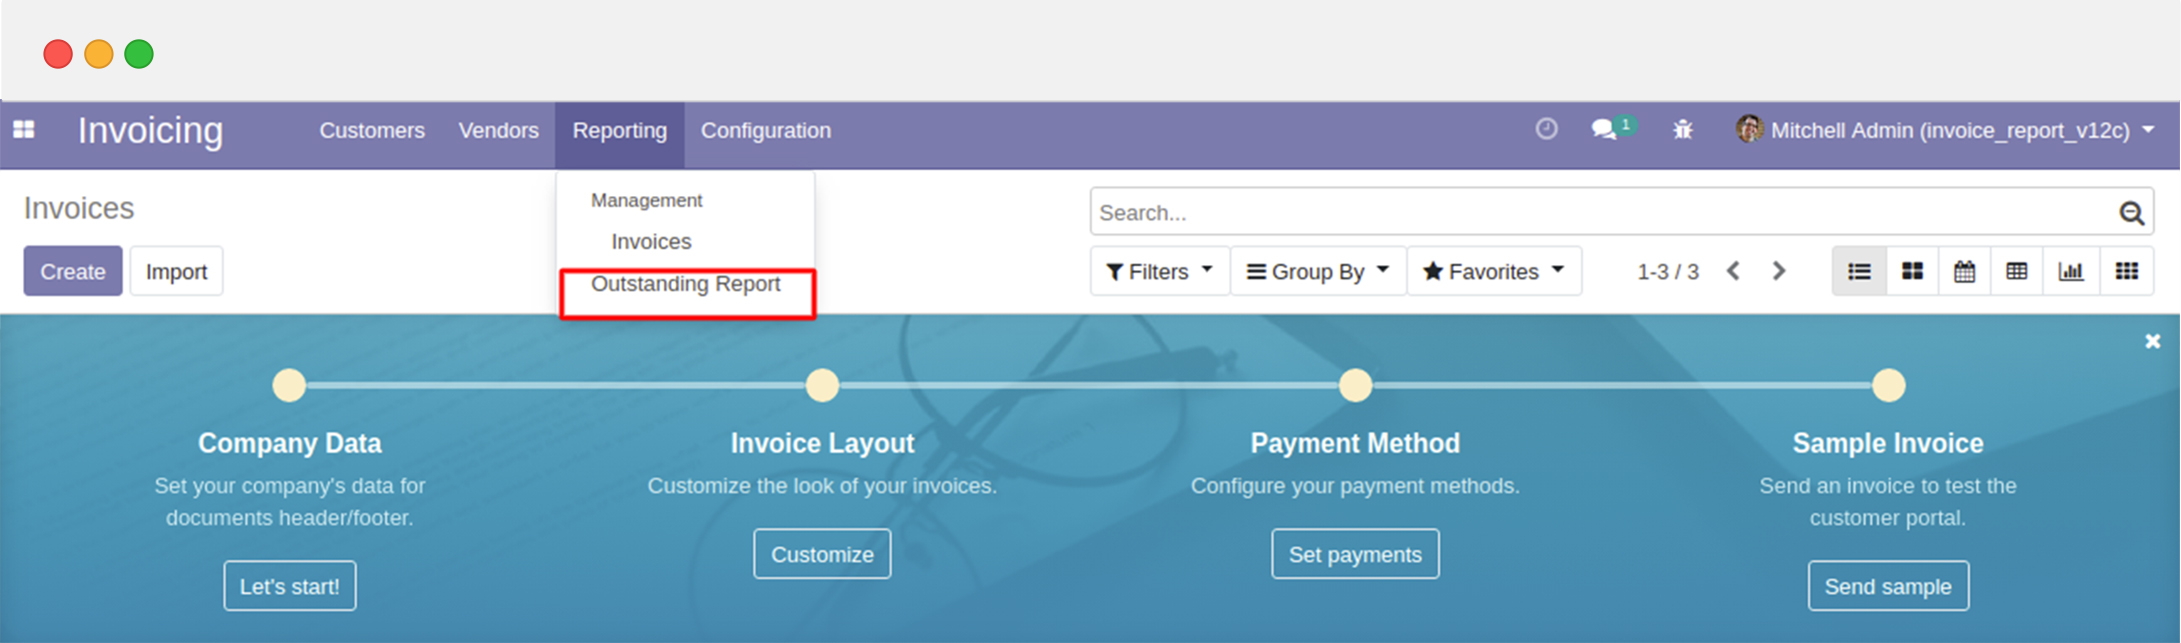 Invoicing Customers Vendors Reporting Configuration 1 Mitchell Admin (invoice_report_v12c)
Invoices
Management
Invoices
Outstanding Report
Search...
Create Import
Filters Group By Favorites 1-3 / 3
Company Data
Set your company's data for
documents header/footer.
Let's start!
Invoice Layout
Customize the look of your invoices.
Customize
Payment Method
Configure your payment methods.
Set payments
Sample Invoice
Send an invoice to test the
customer portal.
Send sample